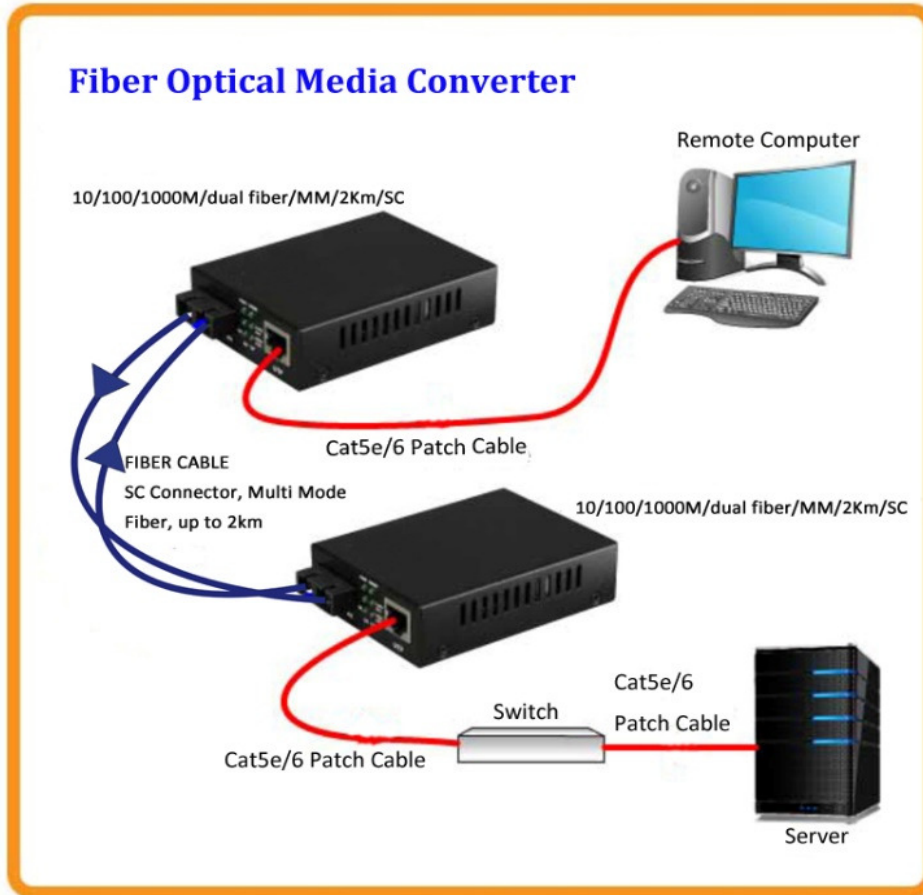 Fiber Optical Media Converter
Remote Computer
10/100/1000M/dual fiber/MM/2Km/SC
Cat5e/6 Patch Cable
FIBER CABLE
SC Connector, Multi Mode
Fiber, up to 2km
10/100/1000M/dual fiber/MM/2Km/SC
Cat5e/6
Patch Cable
Switch
Cat5e/6 Patch Cable
Server